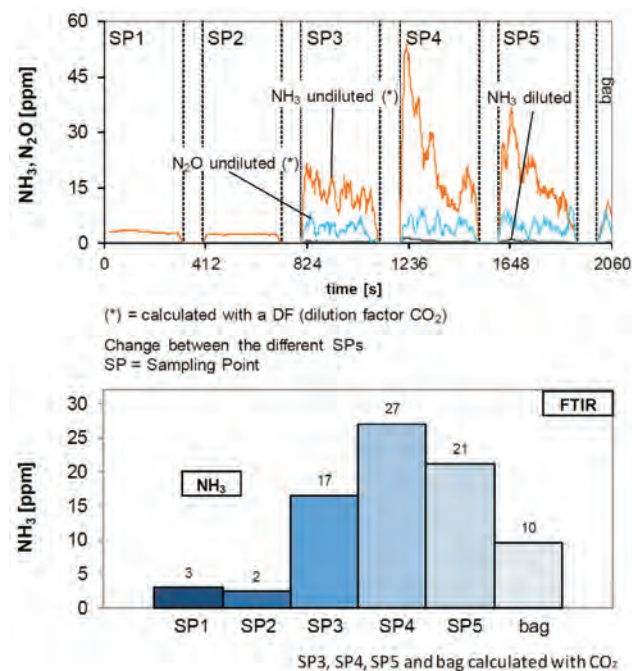 SP1 SP2 SP3 SP4 SP5 bag
60
45
30
15
0
NH₃, N₂O [ppm]
NH₃ undiluted (*)
NH₃ diluted
N₂O undiluted (*)
0 412 824 1236 1648 2060
time [s]
(*) = calculated with a DF (dilution factor CO₂)
Change between the different SPs
SP = Sampling Point
30
25
20
15
10
5
0
NH₃ [ppm]
FTIR
NH₃
3 2 17 27 21 10
SP1 SP2 SP3 SP4 SP5 bag
SP3, SP4, SP5 and bag calculated with CO₂